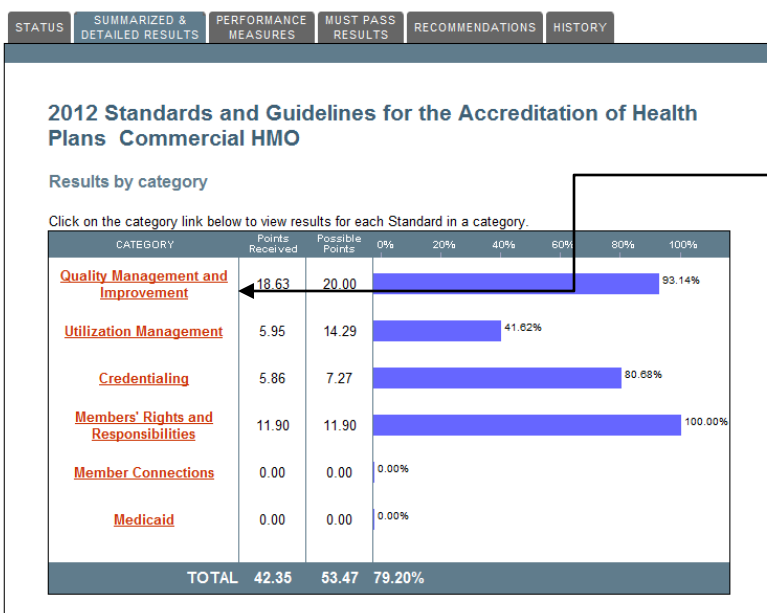 STATUS
SUMMARIZED &
DETAILED RESULTS
PERFORMANCE
MEASURES
MUST PASS
RESULTS
RECOMMENDATIONS
HISTORY
2012 Standards and Guidelines for the Accreditation of Health
Plans Commercial HMO
Results by category
Click on the category link below to view results for each Standard in a category.
CATEGORY Points Received Possible Points 0% 20% 40% 60% 80% 100%
Quality Management and
Improvement 18.63 20.00 93.14%
Utilization Management 5.95 14.29 41.62%
Credentialing 5.86 7.27 80.68%
Members' Rights and
Responsibilities 11.90 11.90 100.00%
Member Connections 0.00 0.00 0.00%
Medicaid 0.00 0.00 0.00%
TOTAL 42.35 53.47 79.20%